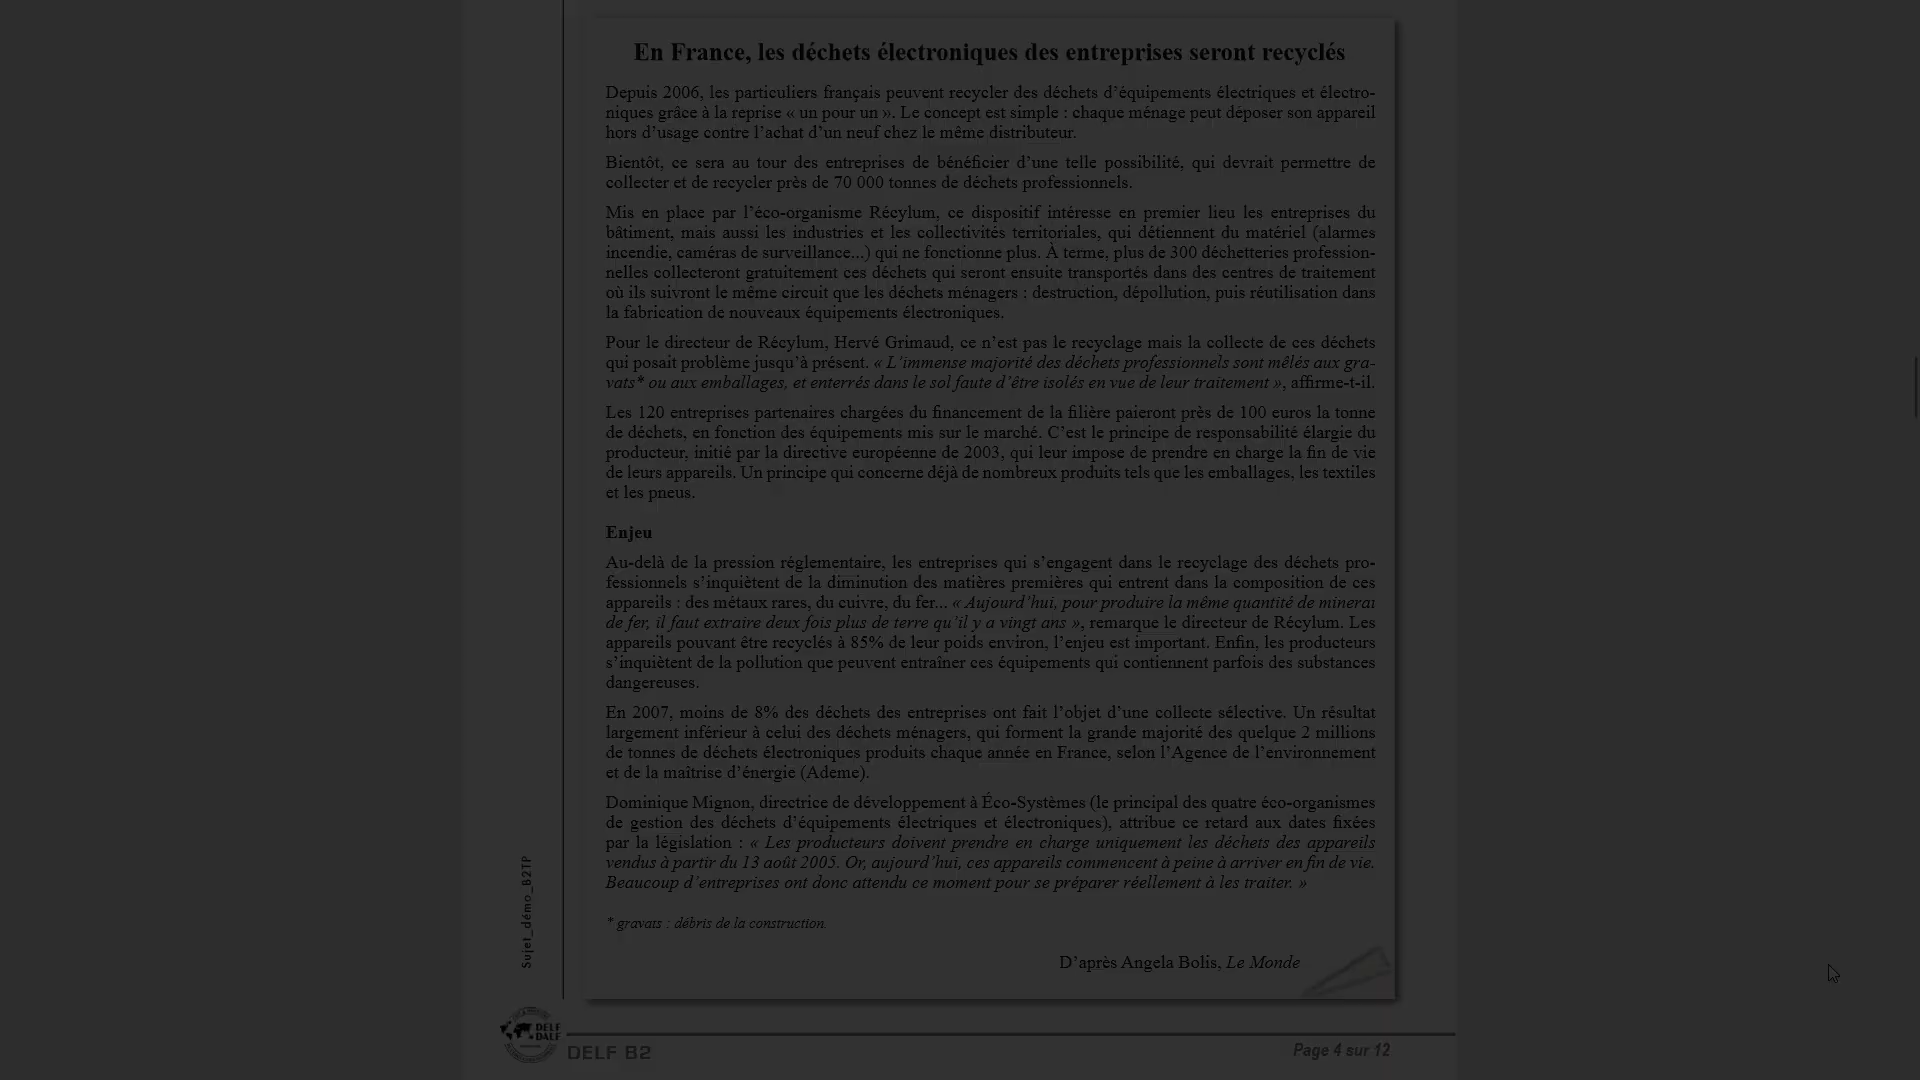 En France, les déchets électroniques des entreprises seront recyclés
Depuis 2006, les particuliers français peuvent recycler des déchets d’équipements électriques et électro-
niques grâce à la reprise « un pour un ». Le concept est simple : chaque ménage peut déposer son appareil
hors d’usage contre l’achat d’un neuf chez le même distributeur.
Bientôt, ce sera au tour des entreprises de bénéficier d’une telle possibilité, qui devrait permettre de
collecter et de recycler près de 70 000 tonnes de déchets professionnels.
Mis en place par l’éco-organisme Récylum, ce dispositif intéresse en premier lieu les entreprises du
bâtiment, mais aussi les industries et les collectivités territoriales, qui détiennent du matériel (alarmes
incendie, caméras de surveillance...) qui ne fonctionne plus. À terme, plus de 300 déchetteries profession-
nelles collecteront gratuitement ces déchets qui seront ensuite transportés dans des centres de traitement
où ils suivront le même circuit que les déchets ménagers : destruction, dépollution, puis réutilisation dans
la fabrication de nouveaux équipements électroniques.
Pour le directeur de Récylum, Hervé Grimaud, ce n’est pas le recyclage mais la collecte de ces déchets
qui posait problème jusqu’à présent. « L’immense majorité des déchets professionnels sont mêlés aux gra-
vats* ou aux emballages, et enterrés dans le sol faute d’être isolés en vue de leur traitement », affirme-t-il.
Les 120 entreprises partenaires chargées du financement de la filière paieront près de 100 euros la tonne
de déchets, en fonction des équipements mis sur le marché. C’est le principe de responsabilité élargie du
producteur, initié par la directive européenne de 2003, qui leur impose de prendre en charge la fin de vie
de leurs appareils. Un principe qui concerne déjà de nombreux produits tels que les emballages, les textiles
et les pneus.
Enjeu
Au-delà de la pression réglementaire, les entreprises qui s’engagent dans le recyclage des déchets pro-
fessionnels s’inquiètent de la diminution des matières premières qui entrent dans la composition de ces
appareils : des métaux rares, du cuivre, du fer... « Aujourd’hui, pour produire la même quantité de minerai
de fer, il faut extraire deux fois plus de terre qu’il y a vingt ans », remarque le directeur de Récylum. Les
appareils pouvant être recyclés à 85% de leur poids environ, l’enjeu est important. Enfin, les producteurs
s’inquiètent de la pollution que peuvent entraîner ces équipements qui contiennent parfois des substances
dangereuses.
En 2007, moins de 8% des déchets des entreprises ont fait l’objet d’une collecte sélective. Un résultat
largement inférieur à celui des déchets ménagers, qui forment la grande majorité des quelque 2 millions
de tonnes de déchets électroniques produits chaque année en France, selon l’Agence de l’environnement
et de la maîtrise d’énergie (Ademe).
Dominique Mignon, directrice de développement à Éco-Systèmes (le principal des quatre éco-organismes
de gestion des déchets d’équipements électriques et électroniques), attribue ce retard aux dates fixées
par la législation : « Les producteurs doivent prendre en charge uniquement les déchets des appareils
vendus à partir du 13 août 2005. Or, aujourd’hui, ces appareils commencent à peine à arriver en fin de vie.
Beaucoup d’entreprises ont donc attendu ce moment pour se préparer réellement à les traiter. »
* gravats : débris de la construction.
D’après Angela Bolis, Le Monde
Sujet_démo_B2TP
DELF
DALF
DELF B2
Page 4 sur 12